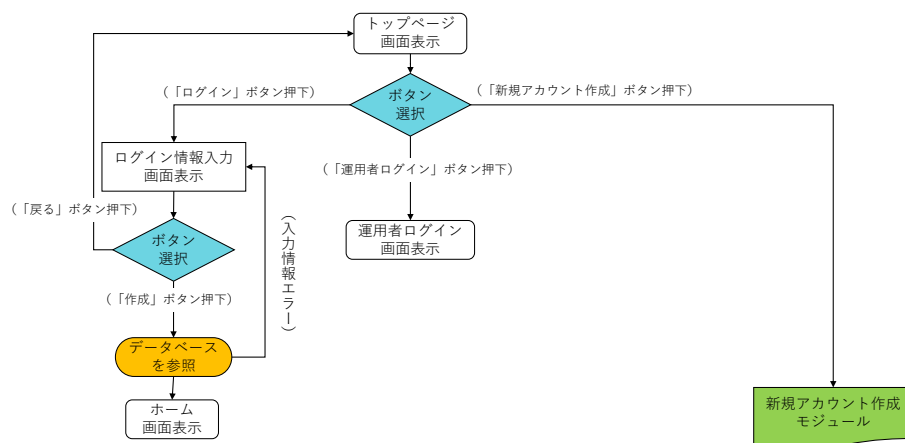 トップページ
画面表示
（「ログイン」ボタン押下）
ボタン
選択
（「新規アカウント作成」ボタン押下）
ログイン情報入力
画面表示
（「運用者ログイン」ボタン押下）
（「戻る」ボタン押下）
ボタン
選択
（入力情報エラー）
運用者ログイン
画面表示
（「作成」ボタン押下）
データベース
を参照
ホーム
画面表示
新規アカウント作成
モジュール